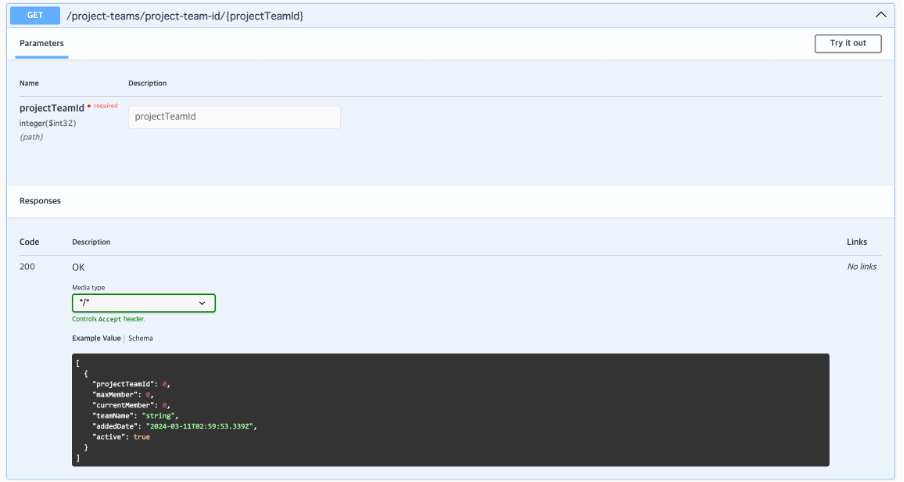 GET /project-teams/project-team-id/{projectTeamId}
Parameters
Try it out
Name Description
projectTeamId * required
integer($int32)
(path)
projectTeamId
Responses
Code Description Links
200 OK No links
Media type
*/*
Controls Accept header.
Example Value | Schema
[
{
"projectTeamId": 0,
"maxMember": 0,
"currentMember": 0,
"teamName": "string",
"addedDate": "2024-03-11T02:59:53.339Z",
"active": true
}
]